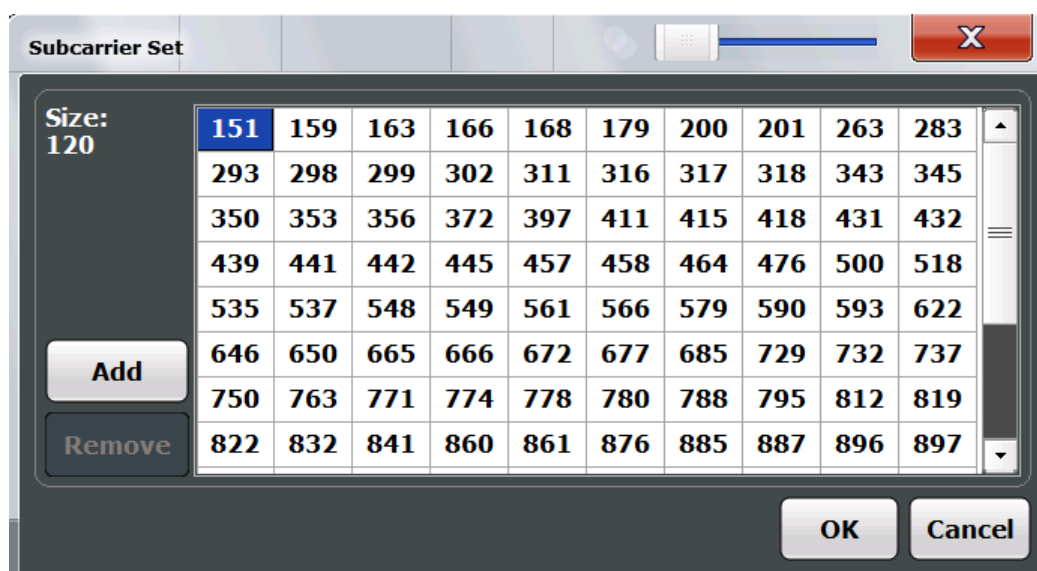 Subcarrier Set
X
Size:
120
151 159 163 166 168 179 200 201 263 283
293 298 299 302 311 316 317 318 343 345
350 353 356 372 397 411 415 418 431 432
439 441 442 445 457 458 464 476 500 518
535 537 548 549 561 566 579 590 593 622
646 650 665 666 672 677 685 729 732 737
750 763 771 774 778 780 788 795 812 819
822 832 841 860 861 876 885 887 896 897
Add
Remove
OK Cancel